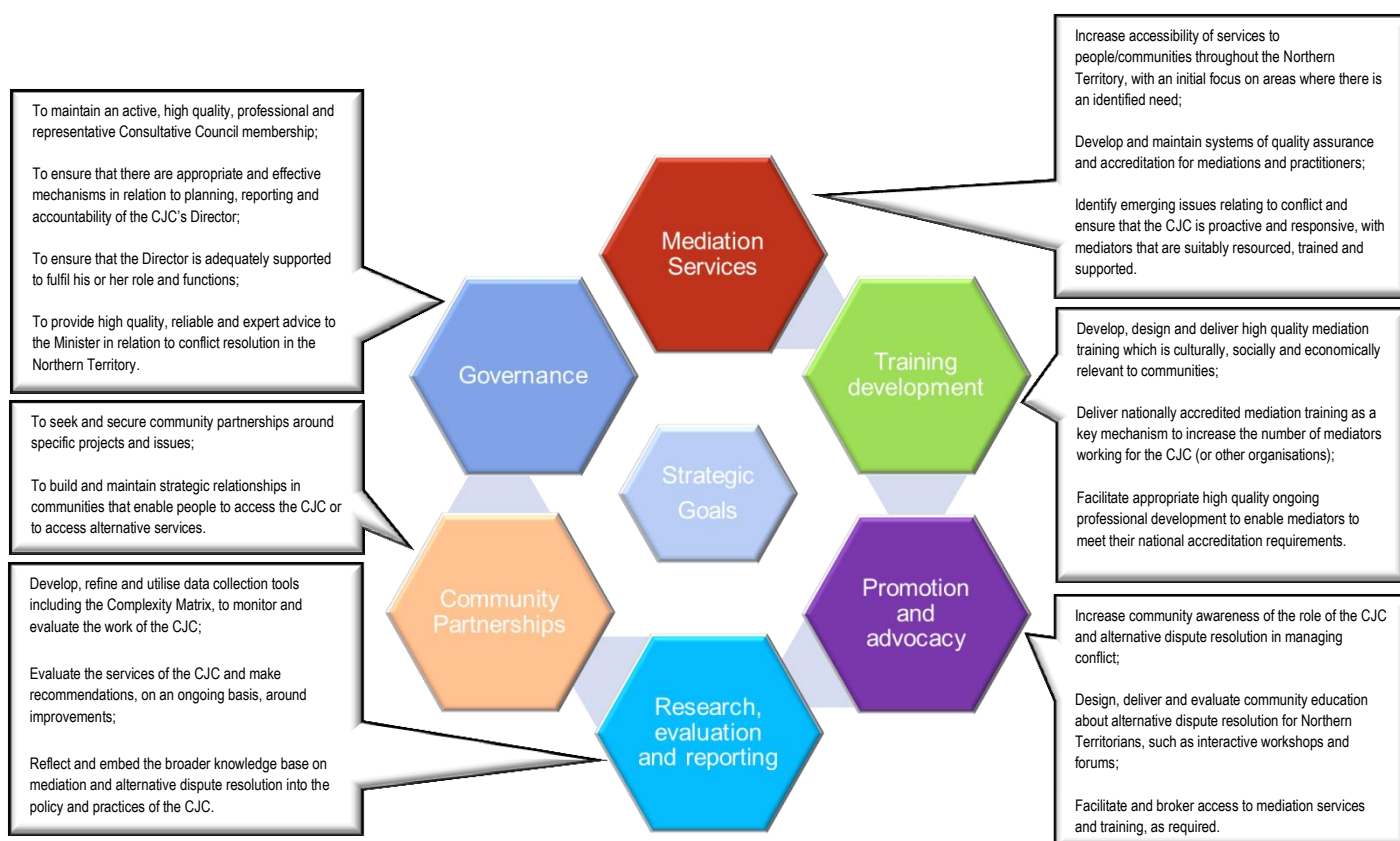 Increase accessibility of services to
people/communities throughout the Northern
Territory, with an initial focus on areas where there is
an identified need;
Develop and maintain systems of quality assurance
and accreditation for mediations and practitioners;
Identify emerging issues relating to conflict and
ensure that the CJC is proactive and responsive, with
mediators that are suitably resourced, trained and
supported.
To maintain an active, high quality, professional and
representative Consultative Council membership;
To ensure that there are appropriate and effective
mechanisms in relation to planning, reporting and
accountability of the CJC's Director;
To ensure that the Director is adequately supported
to fulfil his or her role and functions;
To provide high quality, reliable and expert advice to
the Minister in relation to conflict resolution in the
Northern Territory.
Mediation
Services
Governance
Training
development
Develop, design and deliver high quality mediation
training which is culturally, socially and economically
relevant to communities;
Deliver nationally accredited mediation training as a
key mechanism to increase the number of mediators
working for the CJC (or other organisations);
Facilitate appropriate high quality ongoing
professional development to enable mediators to
meet their national accreditation requirements.
To seek and secure community partnerships around
specific projects and issues;
To build and maintain strategic relationships in
communities that enable people to access the CJC or
to access alternative services.
Strategic
Goals
Community
Partnerships
Promotion
and
advocacy
Develop, refine and utilise data collection tools
including the Complexity Matrix, to monitor and
evaluate the work of the CJC;
Evaluate the services of the CJC and make
recommendations, on an ongoing basis, around
improvements;
Reflect and embed the broader knowledge base on
mediation and alternative dispute resolution into the
policy and practices of the CJC.
Research,
evaluation
and reporting
Increase community awareness of the role of the CJC
and alternative dispute resolution in managing
conflict;
Design, deliver and evaluate community education
about alternative dispute resolution for Northern
Territorians, such as interactive workshops and
forums;
Facilitate and broker access to mediation services
and training, as required.